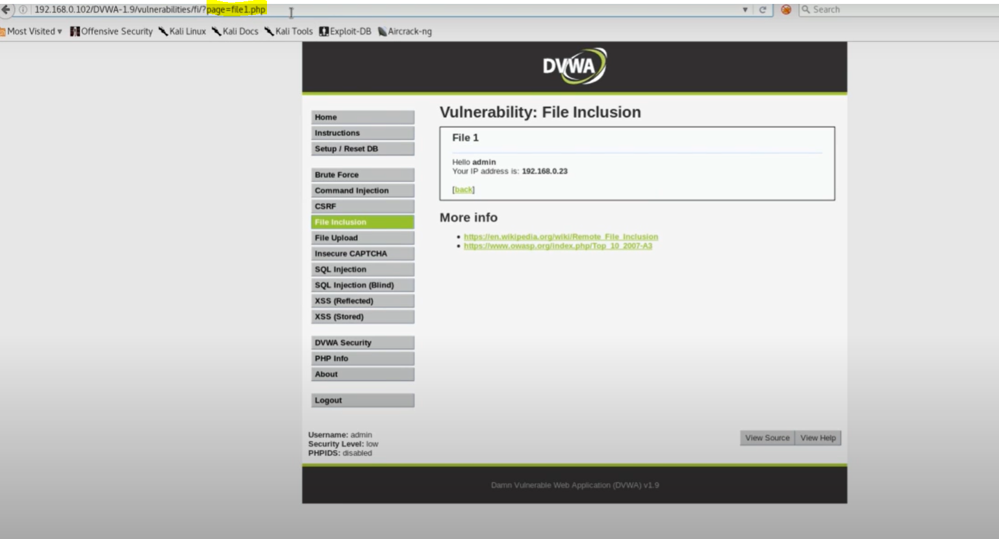 192.168.0.102/DVWA-1.9/vulnerabilities/fi/?page=file1.php
Search
Most Visited
Offensive Security
Kali Linux
Kali Docs
Kali Tools
Exploit-DB
Aircrack-ng
DVWA
Home
Instructions
Setup / Reset DB
Brute Force
Command Injection
CSRF
File Inclusion
File Upload
Insecure CAPTCHA
SQL Injection
SQL Injection (Blind)
XSS (Reflected)
XSS (Stored)
DVWA Security
PHP Info
About
Logout
Vulnerability: File Inclusion
File 1
Hello admin
Your IP address is: 192.168.0.23
[back]
More info
https://en.wikipedia.org/wiki/Remote_File_Inclusion
https://www.owasp.org/index.php/Top_10_2007-A3
Username: admin
Security Level: low
PHPIDS: disabled
View Source
View Help
Damn Vulnerable Web Application (DVWA) v1.9